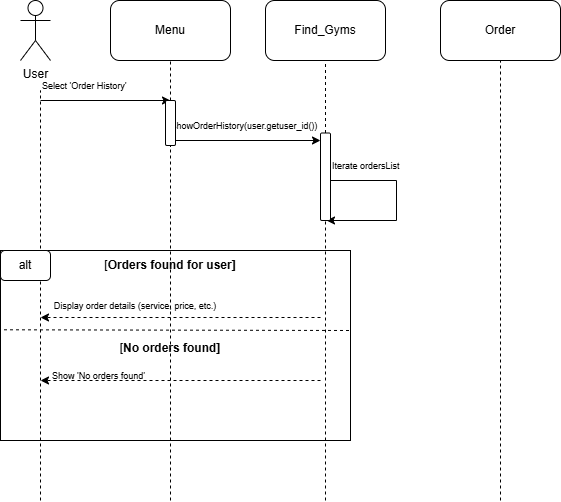 Menu
Find_Gyms
Order
User
Select 'Order History'
howOrderHistory(user.getuser_id())
Iterate ordersList
alt
[Orders found for user]
Display order details (service, price, etc.)
[No orders found]
Show 'No orders found'